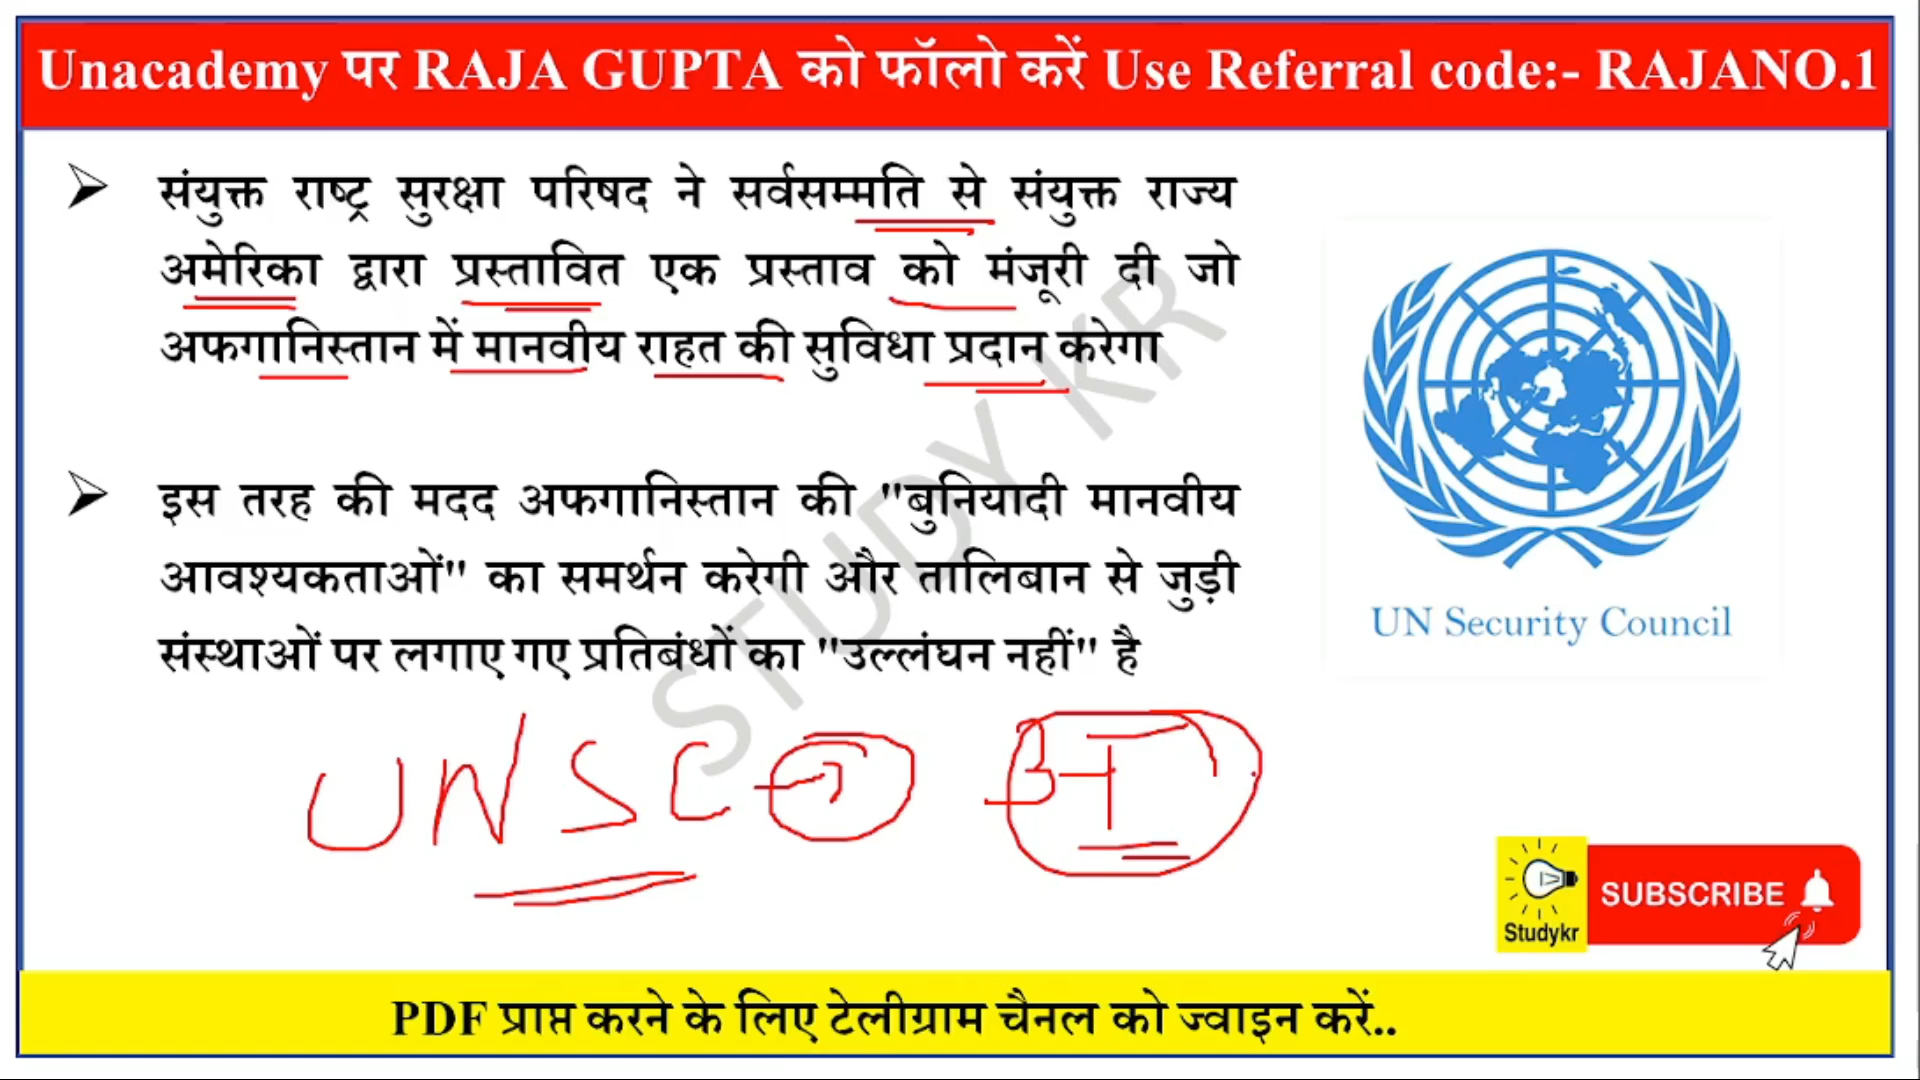 Unacademy पर RAJA GUPTA को फॉलो करें Use Referral code:- RAJANO.1
संयुक्त राष्ट्र सुरक्षा परिषद ने सर्वसम्मति से संयुक्त राज्य
अमेरिका द्वारा प्रस्तावित एक प्रस्ताव को मंजूरी दी जो
अफगानिस्तान में मानवीय राहत की सुविधा प्रदान करेगा
इस तरह की मदद अफगानिस्तान की "बुनियादी मानवीय
आवश्यकताओं" का समर्थन करेगी और तालिबान से जुड़ी
संस्थाओं पर लगाए गए प्रतिबंधों का "उल्लंघन नहीं" है
STUDY KR
UN Security Council
UNSC
SUBSCRIBE
Studykr
PDF प्राप्त करने के लिए टेलीग्राम चैनल को ज्वाइन करें..